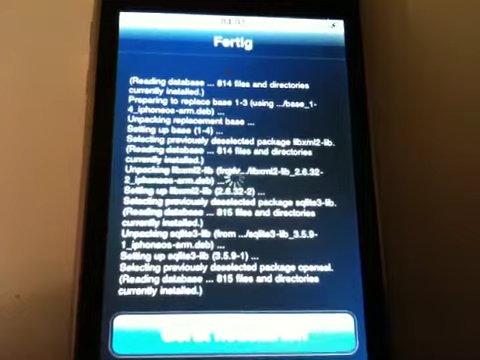 Fertig
(Reading database ... 814 files and directories
currently installed.)
Preparing to replace base 1-3 (using .../base_1-
4_iphoneos-arm.deb) ...
Unpacking replacement base ...
Setting up base (1-4) ...
Selecting previously deselected package libxml2-lib.
(Reading database ... 814 files and directories
currently installed.)
Unpacking libxml2-lib (from .../libxml2-lib_2.6.32-
2_iphoneos-arm.deb) ...
Setting up libxml2-lib (2.6.32-2) ...
Selecting previously deselected package sqlite3-lib.
(Reading database ... 815 files and directories
currently installed.)
Unpacking sqlite3-lib (from .../sqlite3-lib_3.5.9-
1_iphoneos-arm.deb) ...
Setting up sqlite3-lib (3.5.9-1) ...
Selecting previously deselected package openssl.
(Reading database ... 815 files and directories
currently installed.)